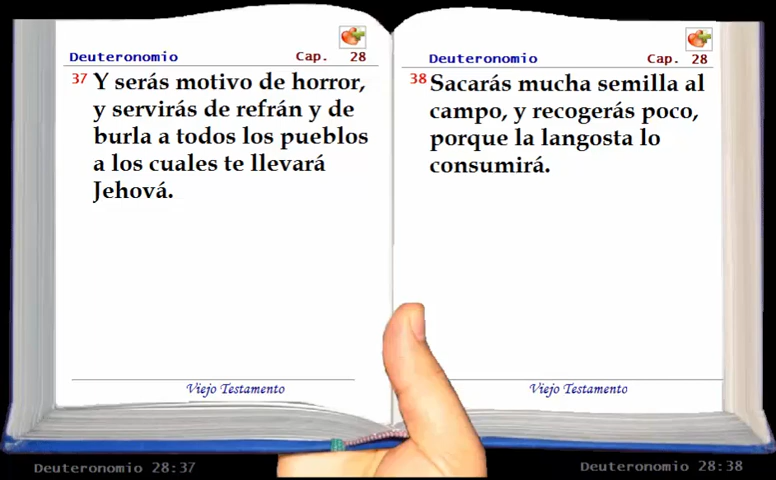 Deuteronomio Cap. 28
37 Y serás motivo de horror,
y servirás de refrán y de
burla a todos los pueblos
a los cuales te llevará
Jehová.
Viejo Testamento
Deuteronomio 28:37
Deuteronomio Cap. 28
38 Sacarás mucha semilla al
campo, y recogerás poco,
porque la langosta lo
consumirá.
Viejo Testamento
Deuteronomio 28:38